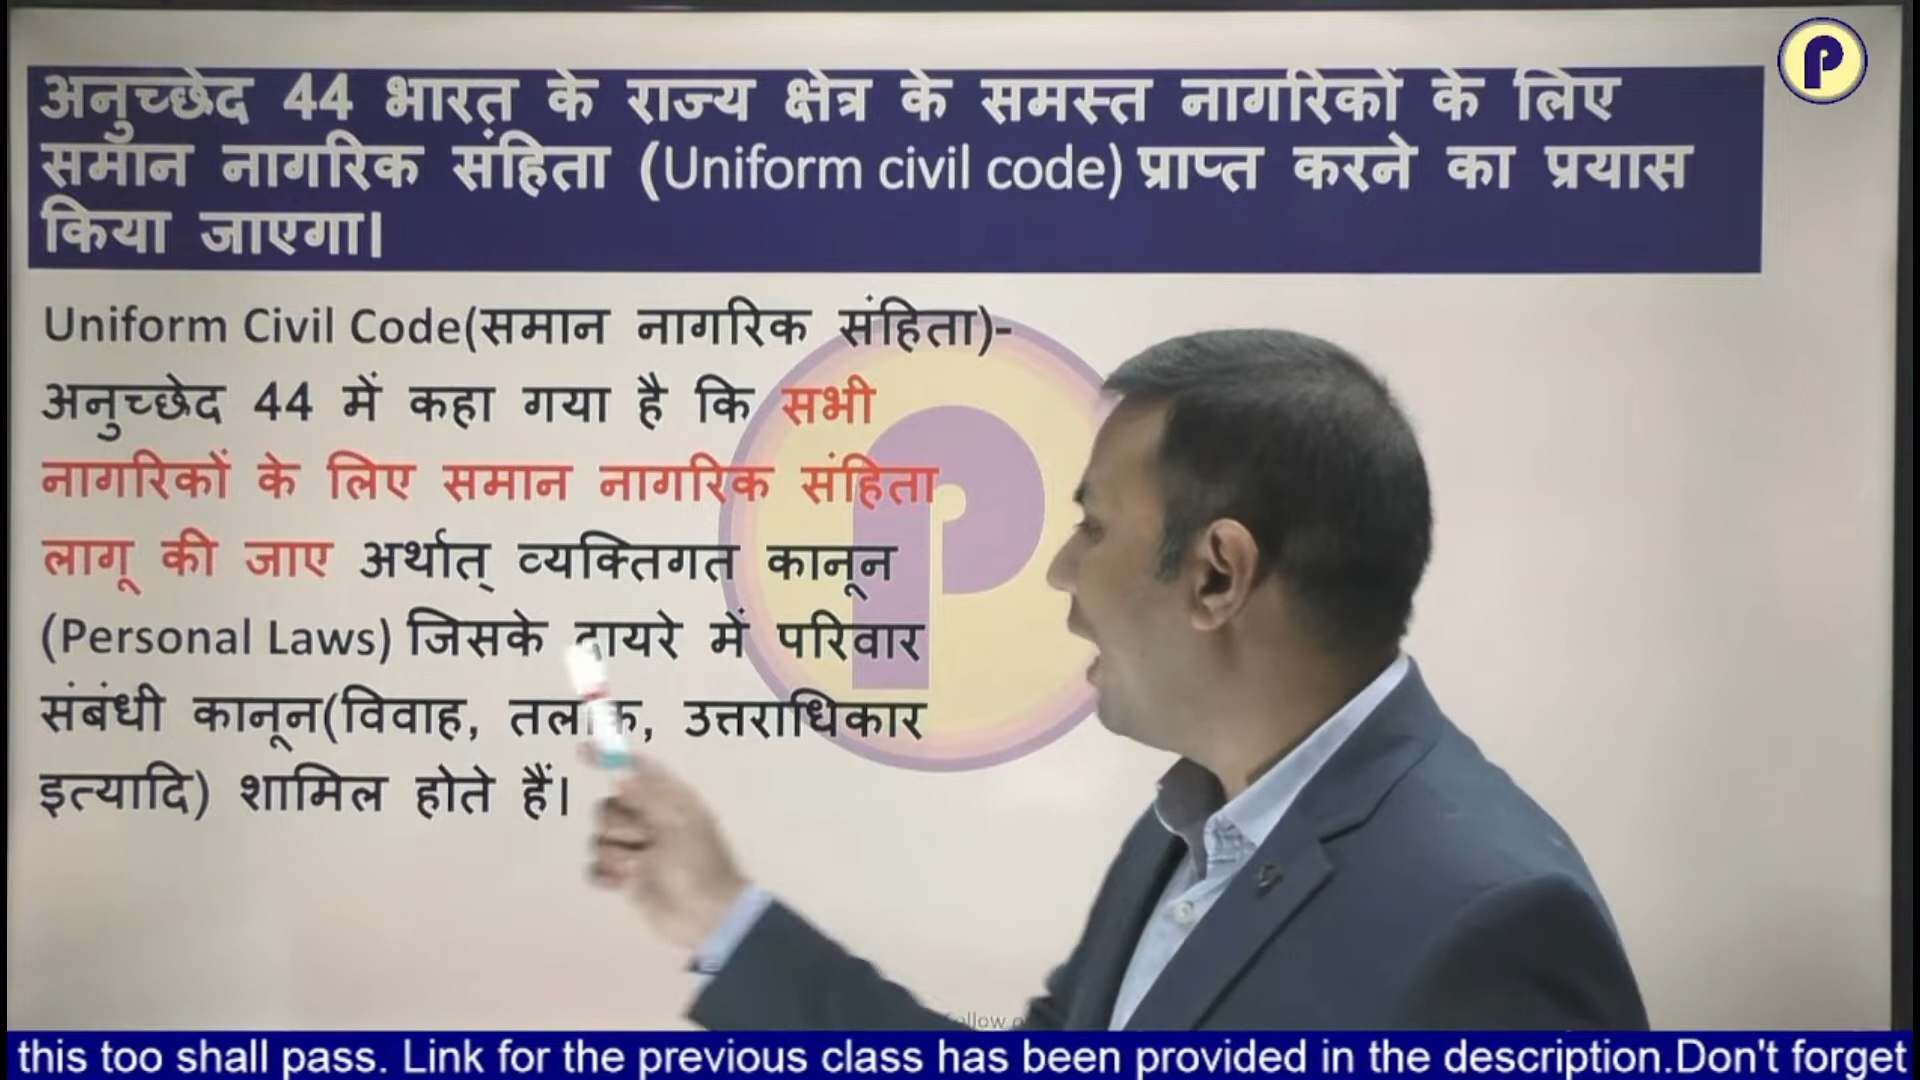 अनुच्छेद 44 भारत के राज्य क्षेत्र के समस्त नागरिकों के लिए
समान नागरिक संहिता (Uniform civil code) प्राप्त करने का प्रयास
किया जाएगा।
Uniform Civil Code(समान नागरिक संहिता)-
अनुच्छेद 44 में कहा गया है कि सभी
नागरिकों के लिए समान नागरिक संहिता
लागू की जाए अर्थात् व्यक्तिगत कानून
(Personal Laws) जिसके दायरे में परिवार
संबंधी कानून(विवाह, तलाक, उत्तराधिकार
इत्यादि) शामिल होते हैं।
this too shall pass. Link for the previous class has been provided in the description.Don't forget